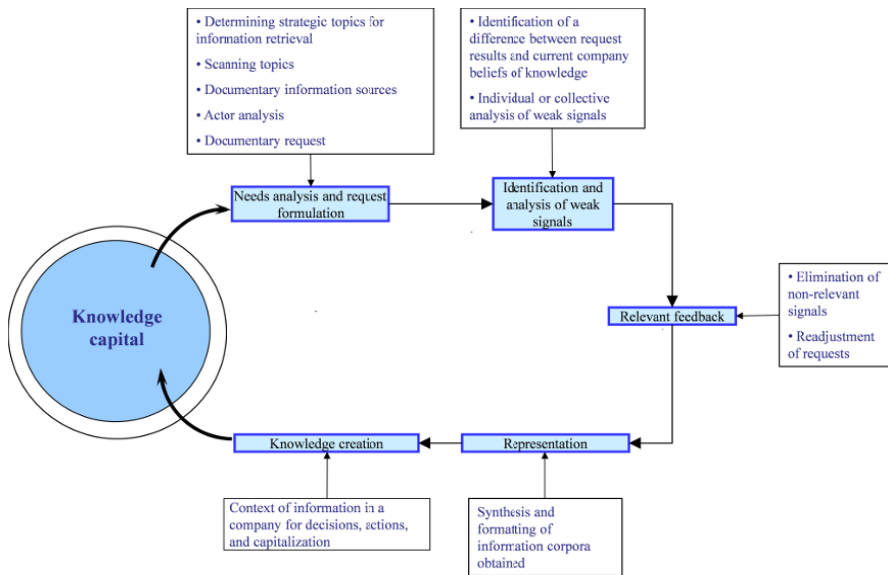 • Determining strategic topics for
information retrieval
• Scanning topics
• Documentary information sources
• Actor analysis
• Documentary request
• Identification of a
difference between request
results and current company
beliefs of knowledge
• Individual or collective
analysis of weak signals
Needs analysis and request
formulation
Identification and
analysis of weak
signals
• Elimination of
non-relevant
signals
• Readjustment
of requests
Relevant feedback
Knowledge
capital
Knowledge creation
Representation
Context of information in a
company for decisions, actions,
and capitalization
Synthesis and
formatting of
information corpora
obtained